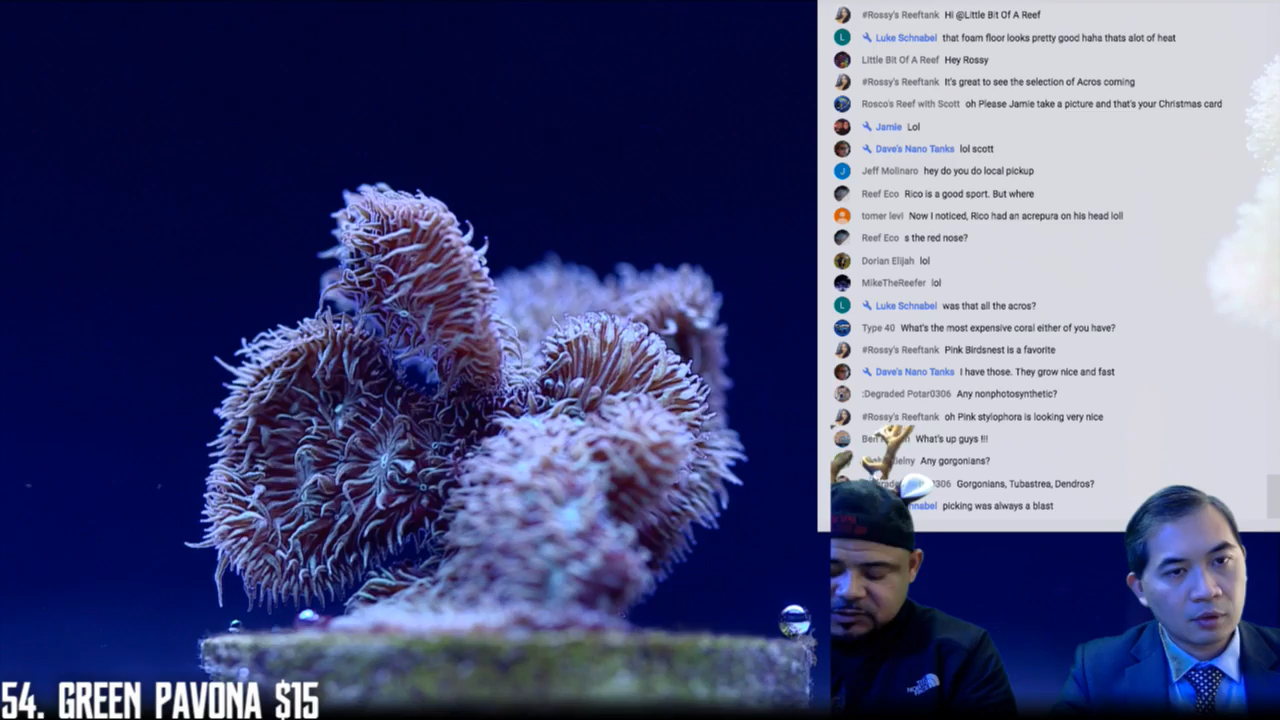 #Rossy's Reeftank Hi @Little Bit Of A Reef
L Luke Schnabel that foam floor looks pretty good haha thats alot of heat
Little Bit Of A Reef Hey Rossy
#Rossy's Reeftank It's great to see the selection of Acros coming
Rosco's Reef with Scott oh Please Jamie take a picture and that's your Christmas card
Jamie Lol
Dave's Nano Tanks lol scott
J Jeff Molinaro hey do you do local pickup
Reef Eco Rico is a good sport. But where
tomer levi Now I noticed, Rico had an acrepura on his head loll
Reef Eco s the red nose?
Dorian Elijah lol
MikeTheReefer lol
L Luke Schnabel was that all the acros?
Type 40 What's the most expensive coral either of you have?
#Rossy's Reeftank Pink Birdsnest is a favorite
Dave's Nano Tanks I have those. They grow nice and fast
:Degraded Potar0306 Any nonphotosynthetic?
#Rossy's Reeftank oh Pink stylophora is looking very nice
Ben What's up guys !!!
Any gorgonians?
0306 Gorgonians, Tubastrea, Dendros?
hnabel picking was always a blast
THE NORTH FACE
54. GREEN PAVONA $15